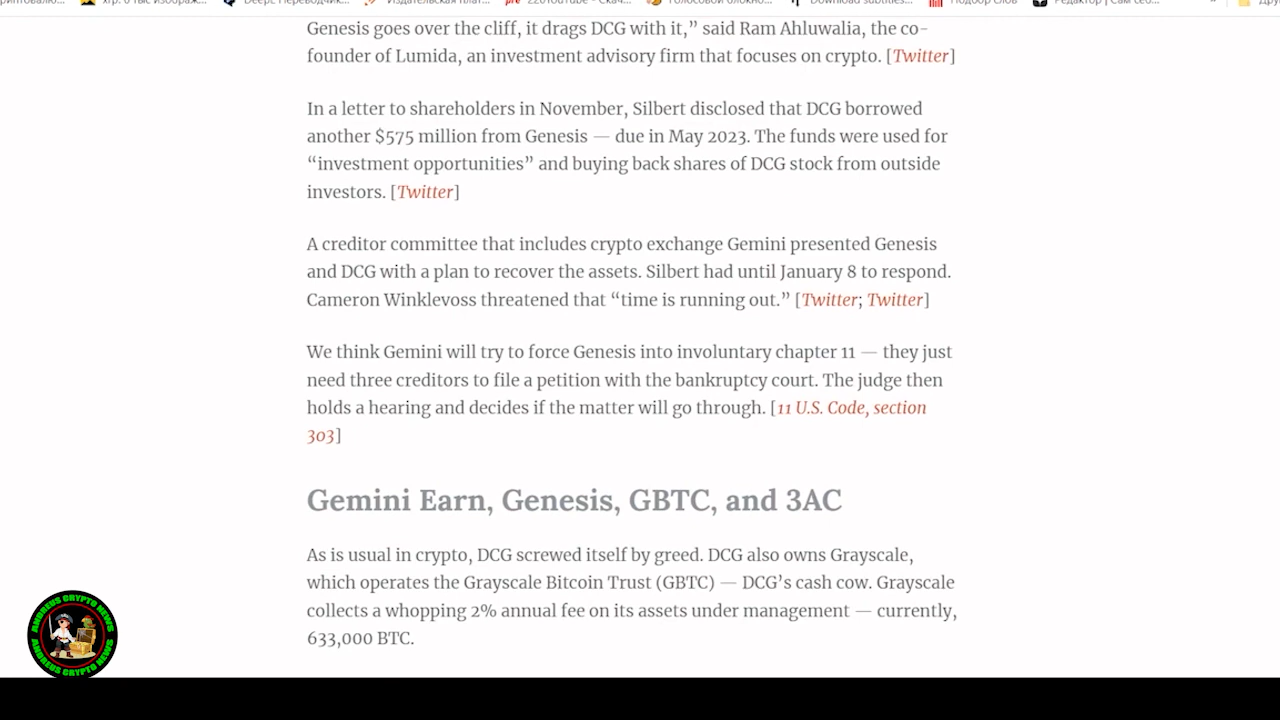 Genesis goes over the cliff, it drags DCG with it,” said Ram Ahluwalia, the co-
founder of Lumida, an investment advisory firm that focuses on crypto. [Twitter]
In a letter to shareholders in November, Silbert disclosed that DCG borrowed
another $575 million from Genesis — due in May 2023. The funds were used for
“investment opportunities” and buying back shares of DCG stock from outside
investors. [Twitter]
A creditor committee that includes crypto exchange Gemini presented Genesis
and DCG with a plan to recover the assets. Silbert had until January 8 to respond.
Cameron Winklevoss threatened that “time is running out.” [Twitter; Twitter]
We think Gemini will try to force Genesis into involuntary chapter 11 — they just
need three creditors to file a petition with the bankruptcy court. The judge then
holds a hearing and decides if the matter will go through. [11 U.S. Code, section
303]
Gemini Earn, Genesis, GBTC, and 3AC
As is usual in crypto, DCG screwed itself by greed. DCG also owns Grayscale,
which operates the Grayscale Bitcoin Trust (GBTC) — DCG’s cash cow. Grayscale
collects a whopping 2% annual fee on its assets under management — currently,
633,000 BTC.
ANDREUS CRYPTO NEWS
ANDREUS CRYPTO NEWS